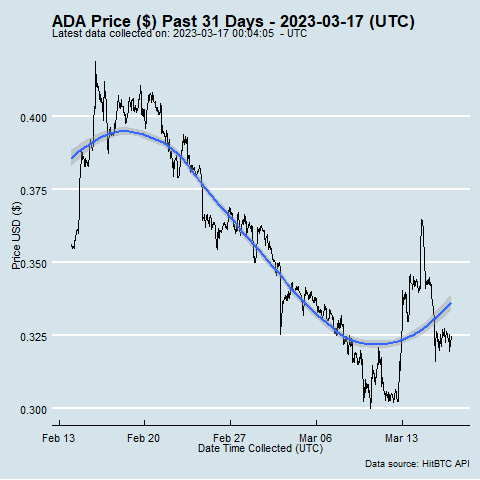 ADA Price ($) Past 31 Days - 2023-03-17 (UTC)
Latest data collected on: 2023-03-17 00:04:05  - UTC
0.400
0.375
0.350
0.325
0.300
Price USD ($)
Feb 13 Feb 20 Feb 27 Mar 06 Mar 13
Date Time Collected (UTC)
Data source: HitBTC API